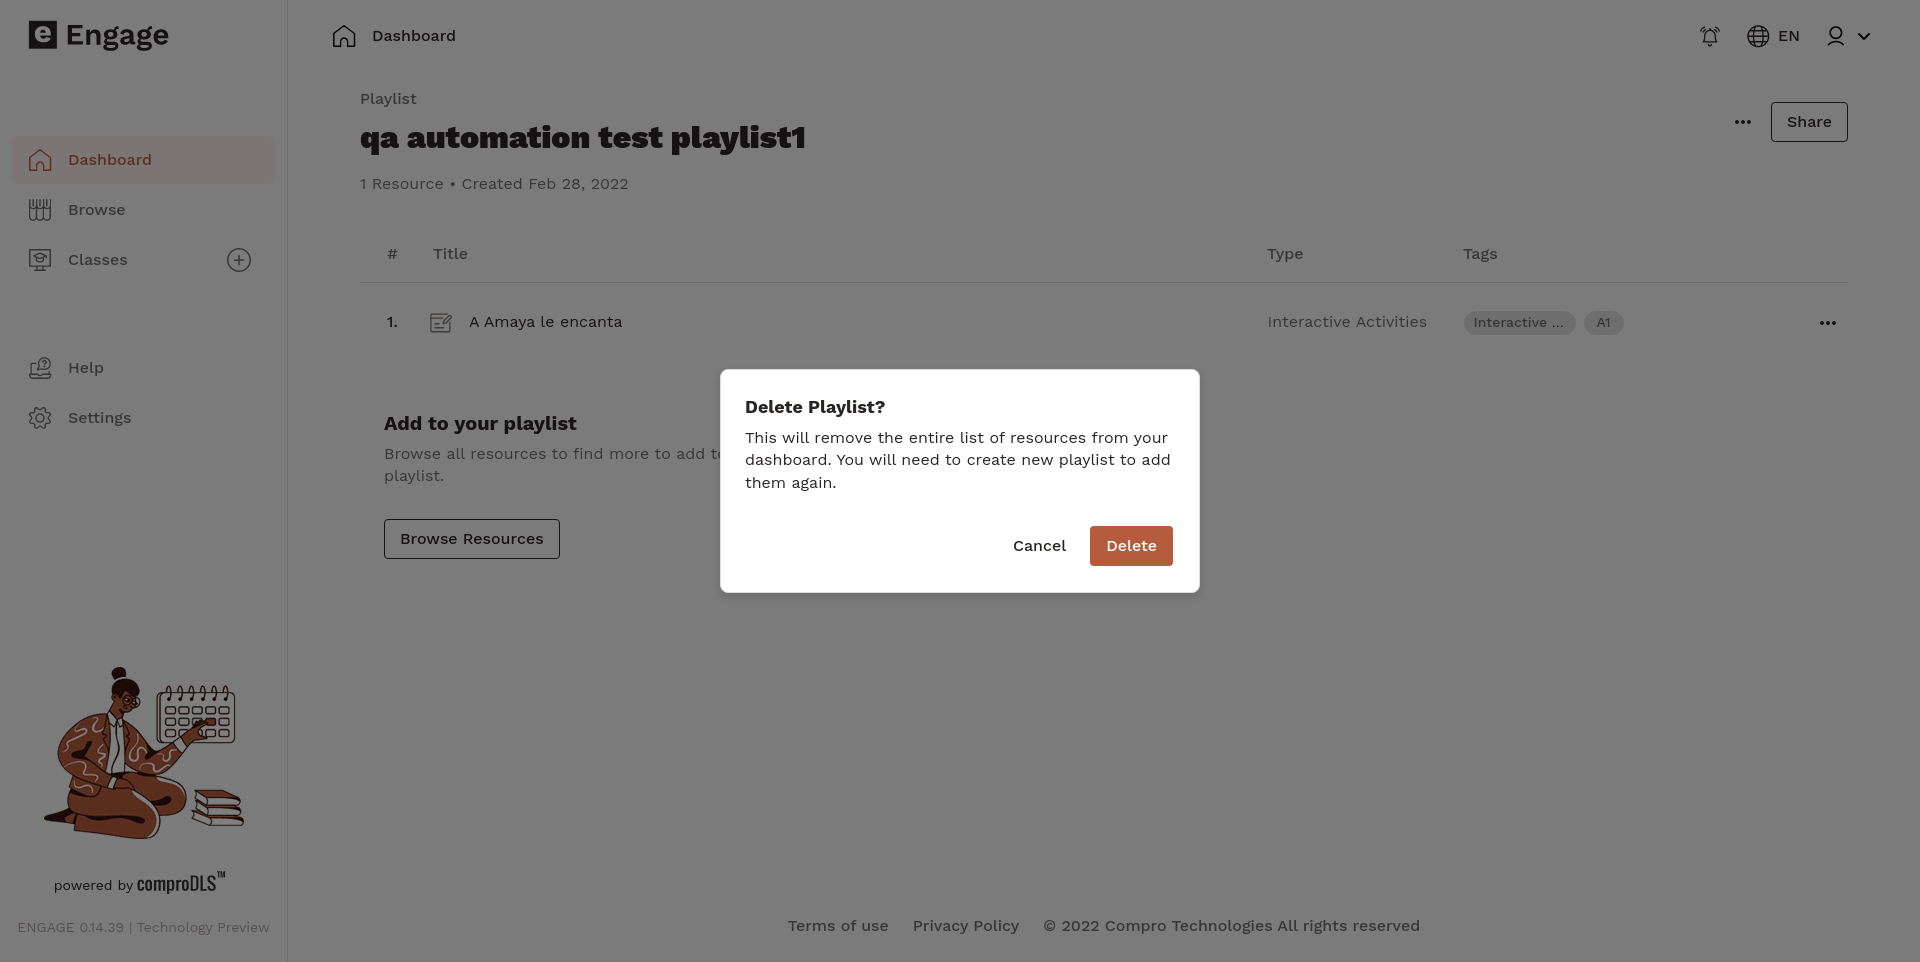 e Engage
Dashboard
EN
Dashboard
Browse
Classes
Help
Settings
powered by comproDLS™
ENGAGE 0.14.39 | Technology Preview
Playlist
qa automation test playlist1
Share
1 Resource • Created Feb 28, 2022
# Title Type Tags
1. A Amaya le encanta Interactive Activities Interactive ... A1
Add to your playlist
Browse all resources to find more to add
playlist.
Browse Resources
Delete Playlist?
This will remove the entire list of resources from your
dashboard. You will need to create new playlist to add
them again.
Cancel Delete
Terms of use Privacy Policy © 2022 Compro Technologies All rights reserved